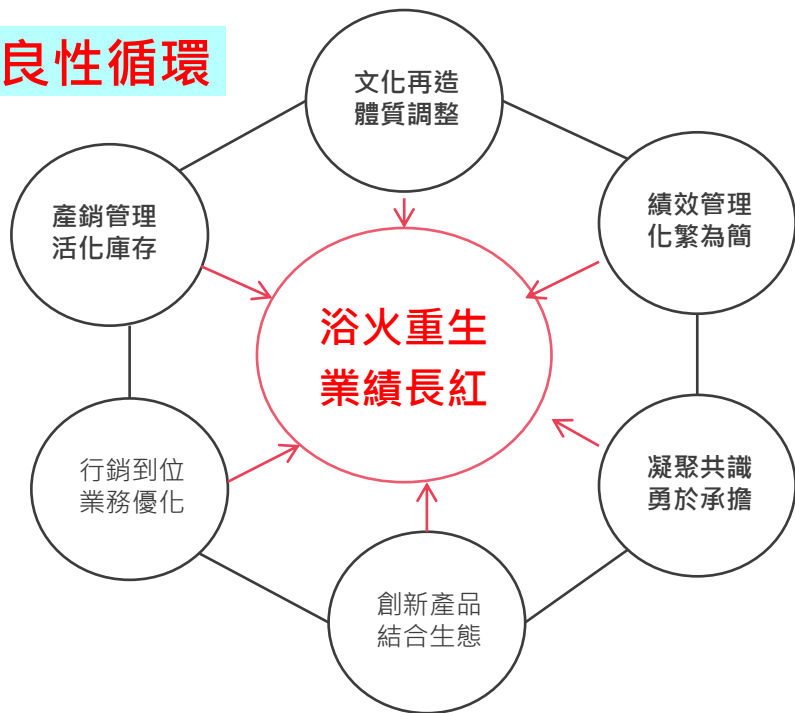 良性循環
文化再造
體質調整
績效管理
化繁為簡
凝聚共識
勇於承擔
創新產品
結合生態
行銷到位
業務優化
產銷管理
活化庫存
浴火重生
業績長紅